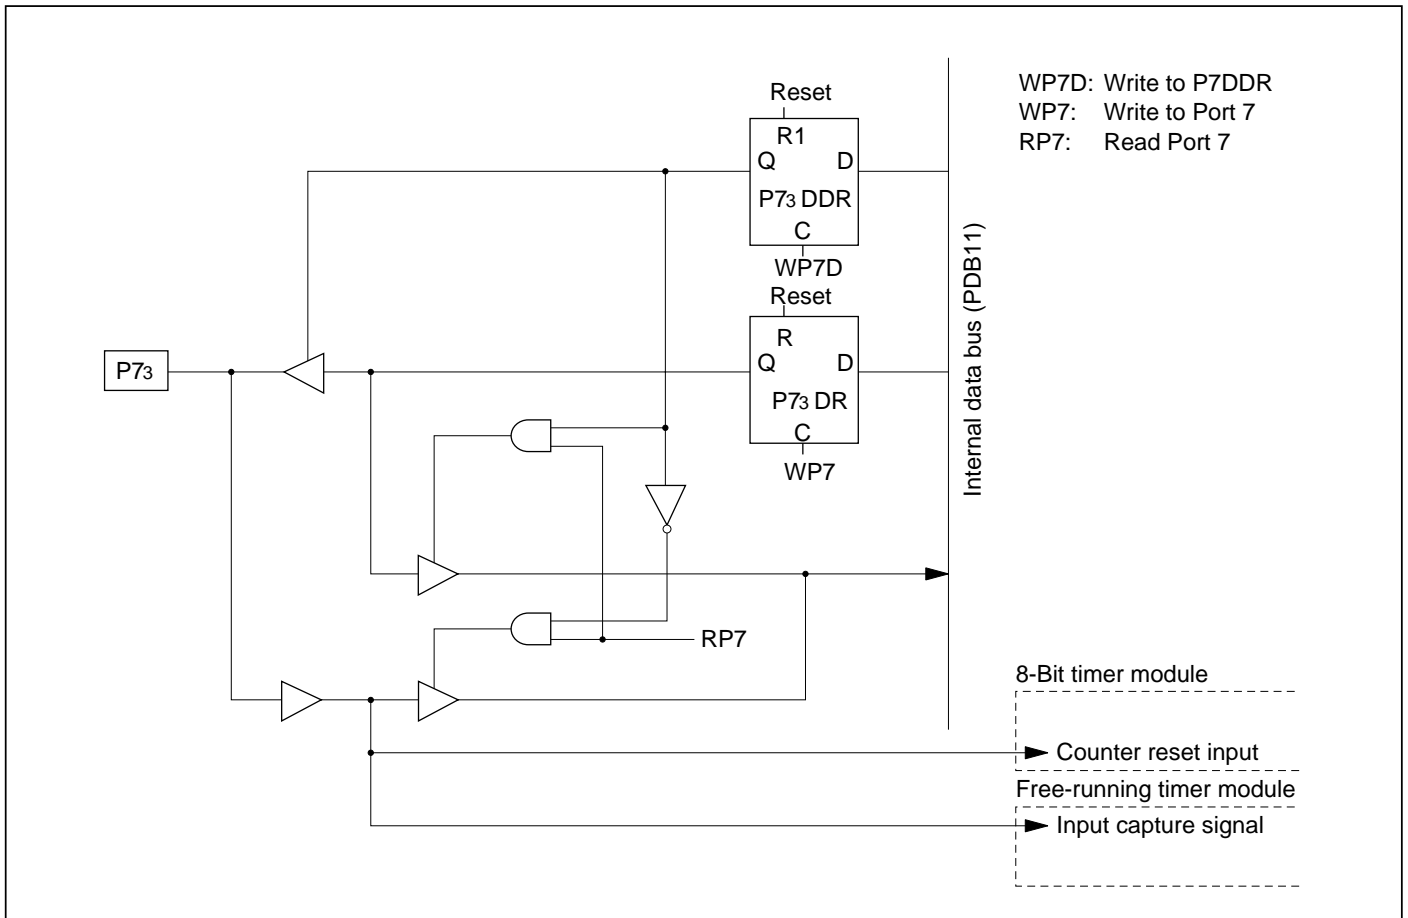 Reset
R1
Q D
P73 DDR
C
WP7D
Reset
R
Q D
P73 DR
C
WP7
P73
RP7
Internal data bus (PDB11)
WP7D: Write to P7DDR
WP7: Write to Port 7
RP7: Read Port 7
8-Bit timer module
Counter reset input
Free-running timer module
Input capture signal